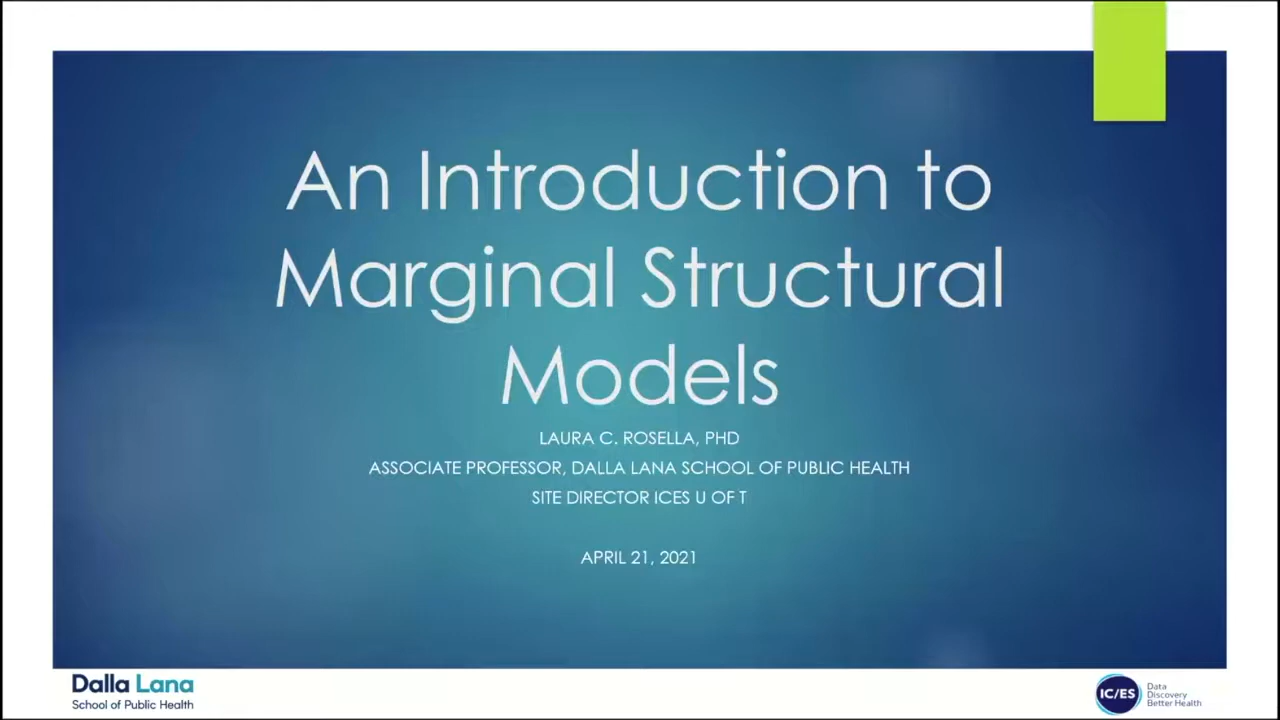 An Introduction to
Marginal Structural
Models
LAURA C. ROSELLA, PHD
ASSOCIATE PROFESSOR, DALLA LANA SCHOOL OF PUBLIC HEALTH
SITE DIRECTOR ICES U OF T
APRIL 21, 2021
Dalla Lana
School of Public Health
IC/ES
Data
Discovery
Better Health